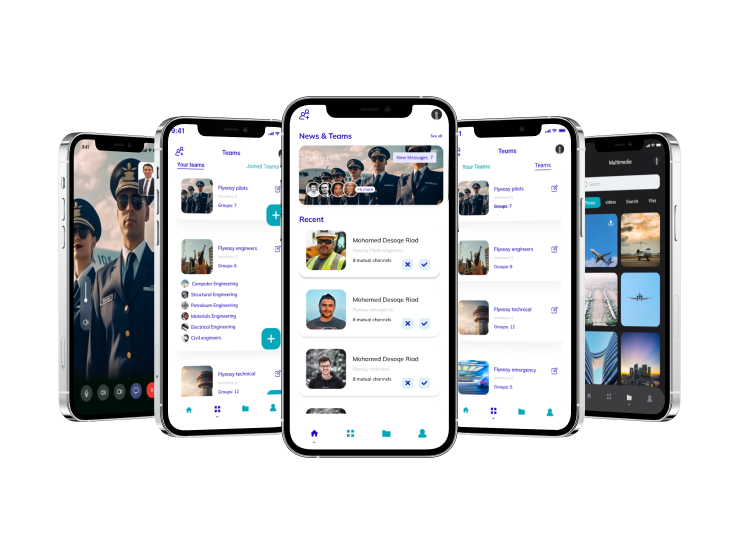 9:41
9:41
Teams
Your teams
Joined Teams
Flyeasy pilots
Groups: 7
Flyeasy engineers
Groups: 6
Computer Engineering
Structural Engineering
Petroleum Engineering
Materials Engineering
Electrical Engineering
Civil engineers
Flyeasy technical
Groups: 12
News & Teams
See all
New Messages 7
16 more
Recent
Mohamed Desoqe Riad
Flyeasy
8 mutual channels
Mohamed Desoqe Riad
Flyeasy emergency
8 mutual channels
Mohamed Desoqe Riad
Flyeasy technical
8 mutual channels
Teams
Your Teams
Teams
Flyeasy pilots
Groups: 7
Flyeasy engineers
Groups: 9
Flyeasy technical
Groups: 12
Flyeasy emergency
Groups: 5
Multimedia
videos
Sounds
Files